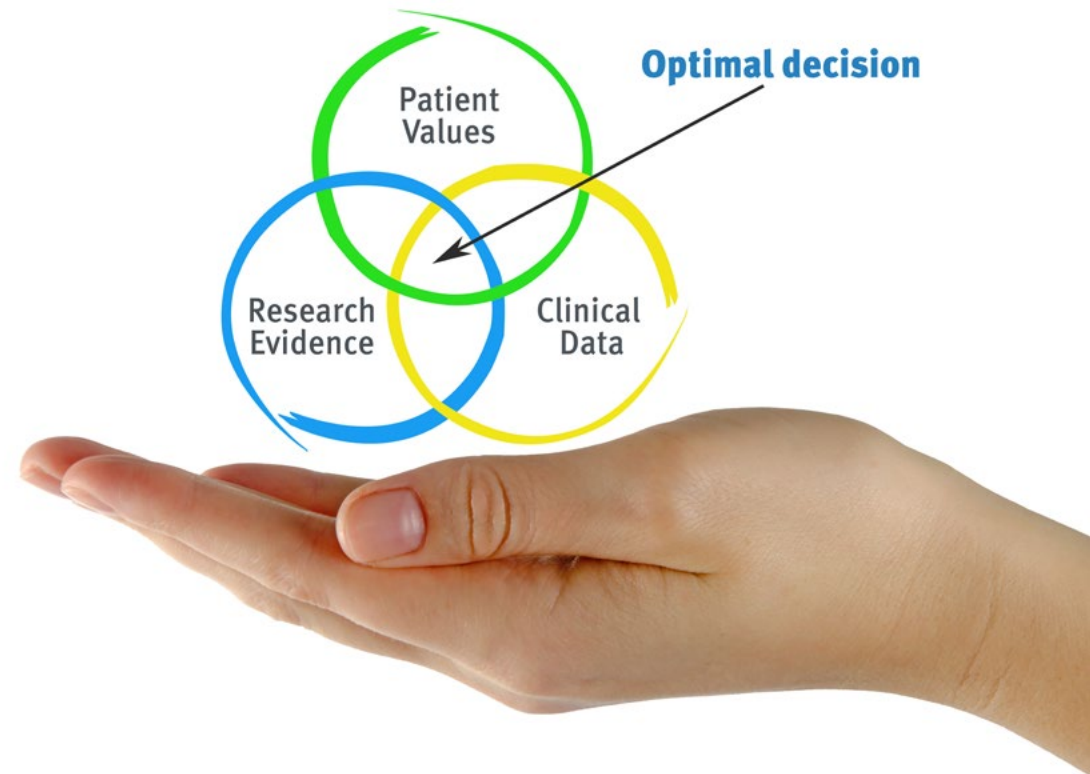 Optimal decision
Patient
Values
Research
Evidence
Clinical
Data